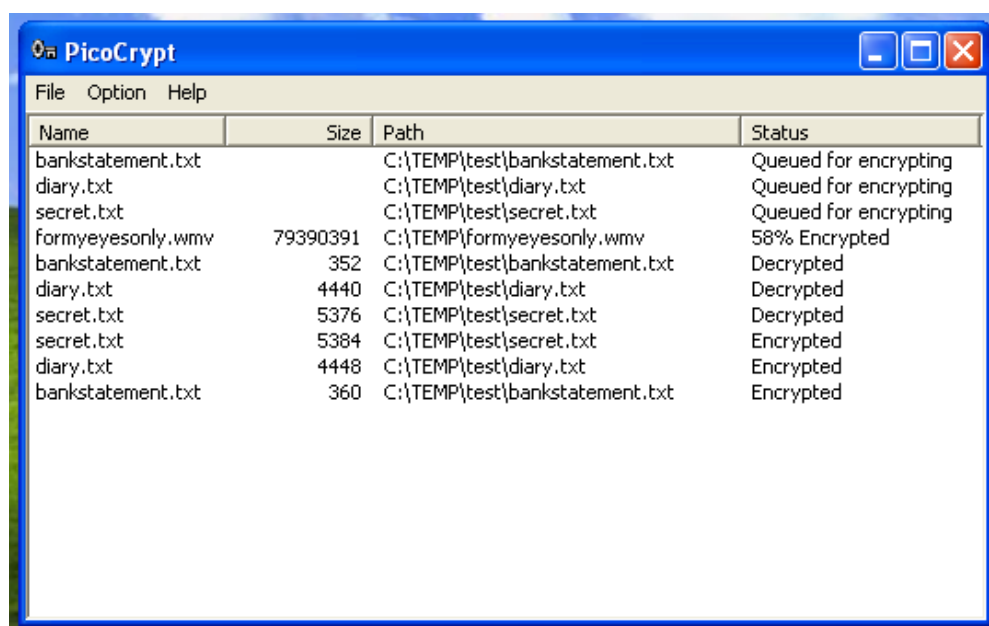 PicoCrypt
File Option Help
Name Size Path Status
bankstatement.txt C:\TEMP\test\bankstatement.txt Queued for encrypting
diary.txt C:\TEMP\test\diary.txt Queued for encrypting
secret.txt C:\TEMP\test\secret.txt Queued for encrypting
formyeyesonly.wmv 79390391 C:\TEMP\formyeyesonly.wmv 58% Encrypted
bankstatement.txt 352 C:\TEMP\test\bankstatement.txt Decrypted
diary.txt 4440 C:\TEMP\test\diary.txt Decrypted
secret.txt 5376 C:\TEMP\test\secret.txt Decrypted
secret.txt 5384 C:\TEMP\test\secret.txt Encrypted
diary.txt 4448 C:\TEMP\test\diary.txt Encrypted
bankstatement.txt 360 C:\TEMP\test\bankstatement.txt Encrypted